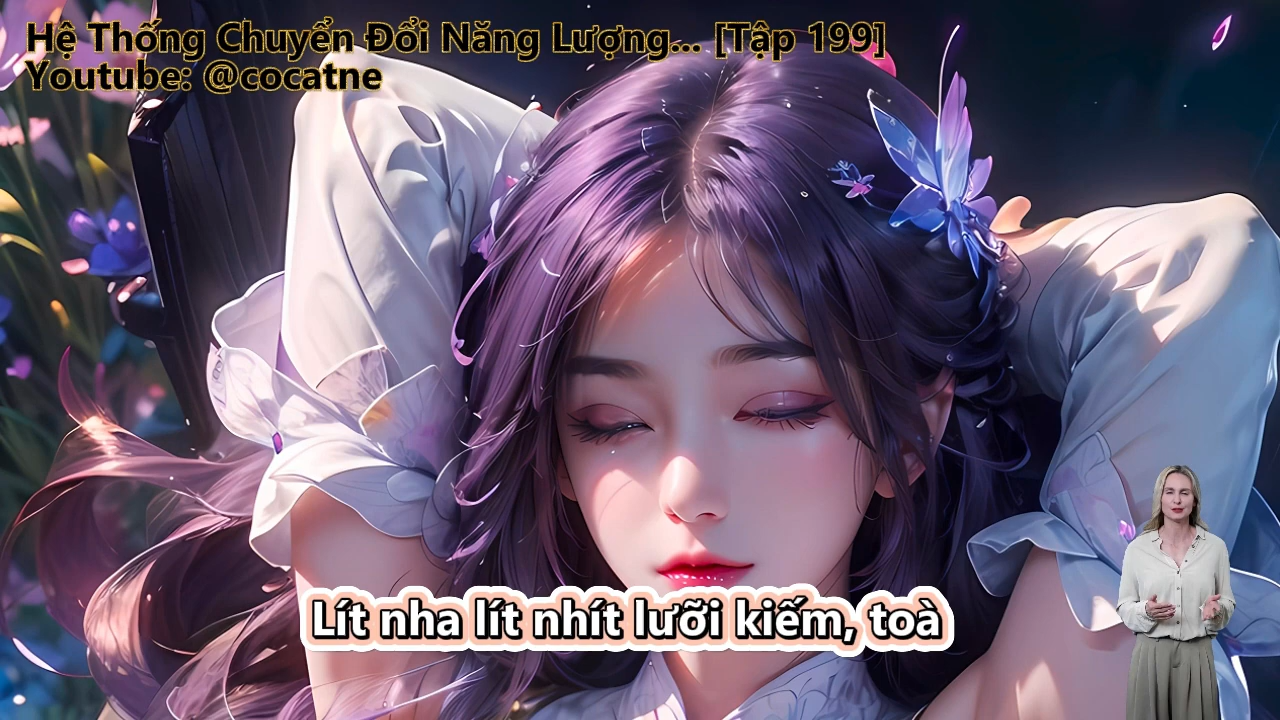 Hệ Thống Chuyển Đổi Năng Lượng... [Tập 199]
Youtube: @cocatne
Lít nha lít nhít lưỡi kiếm, toà